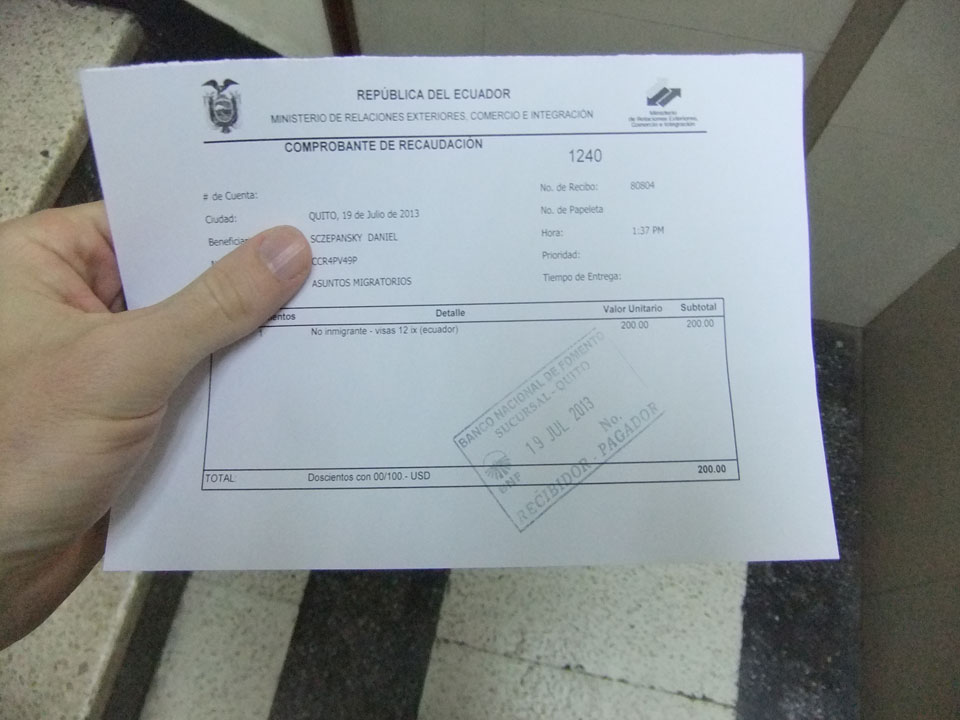 REPÚBLICA DEL ECUADOR
MINISTERIO DE RELACIONES EXTERIORES, COMERCIO E INTEGRACIÓN
Ministerio
de Relaciones Exteriores,
Comercio e Integración
COMPROBANTE DE RECAUDACIÓN
1240
# de Cuenta:
No. de Recibo: 80804
Ciudad: QUITO, 19 de Julio de 2013
No. de Papeleta
SCZEPANSKY DANIEL
Hora: 1:37 PM
CCR4PV49P
Prioridad:
ASUNTOS MIGRATORIOS
Tiempo de Entrega:
Detalle Valor Unitario Subtotal
No inmigrante - visas 12 ix (ecuador) 200.00 200.00
BANCO NACIONAL DE FOMENTO
SUCURSAL - QUITO
19 JUL 2013
BNF
No.
RECIBIDOR - PAGADOR
TOTAL: Doscientos con 00/100.- USD 200.00